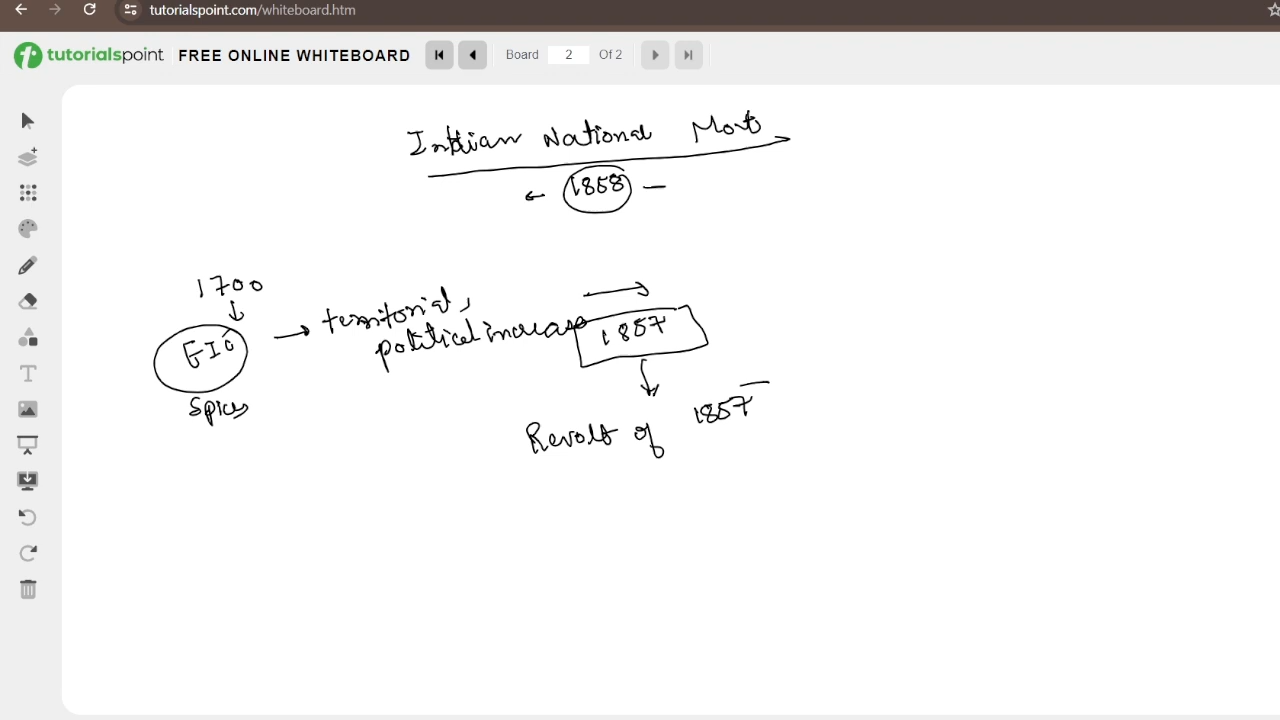 tutorialspoint.com/whiteboard.htm
tutorialspoint FREE ONLINE WHITEBOARD Board 2 Of 2
Indian National Movt
1858
1700
EIC
territorial,
political increase
1857
Spices
Revolt of 1857